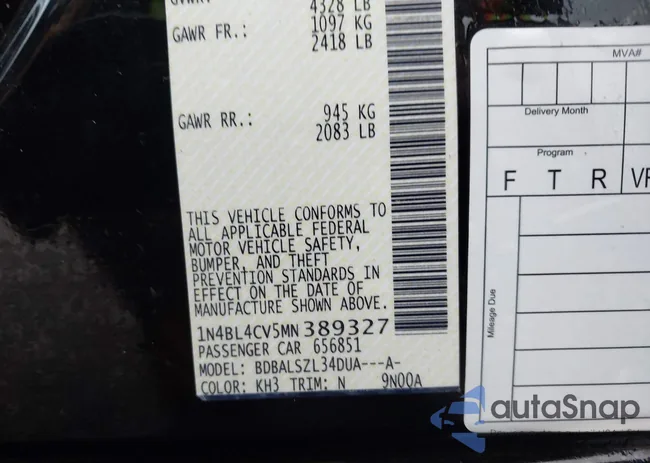 4328 LB
GAWR FR.: 1097 KG
2418 LB
GAWR RR.: 945 KG
2083 LB
THIS VEHICLE CONFORMS TO
ALL APPLICABLE FEDERAL
MOTOR VEHICLE SAFETY,
BUMPER, AND THEFT
PREVENTION STANDARDS IN
EFFECT ON THE DATE OF
MANUFACTURE SHOWN ABOVE.
1N4BL4CV5MN389327
PASSENGER CAR 656851
MODEL: BDBALSZL34DUA---A-
COLOR: KH3 TRIM: N 9N00A
MVA#
Delivery Month
Program
F T R
Mileage Due
autoSnap